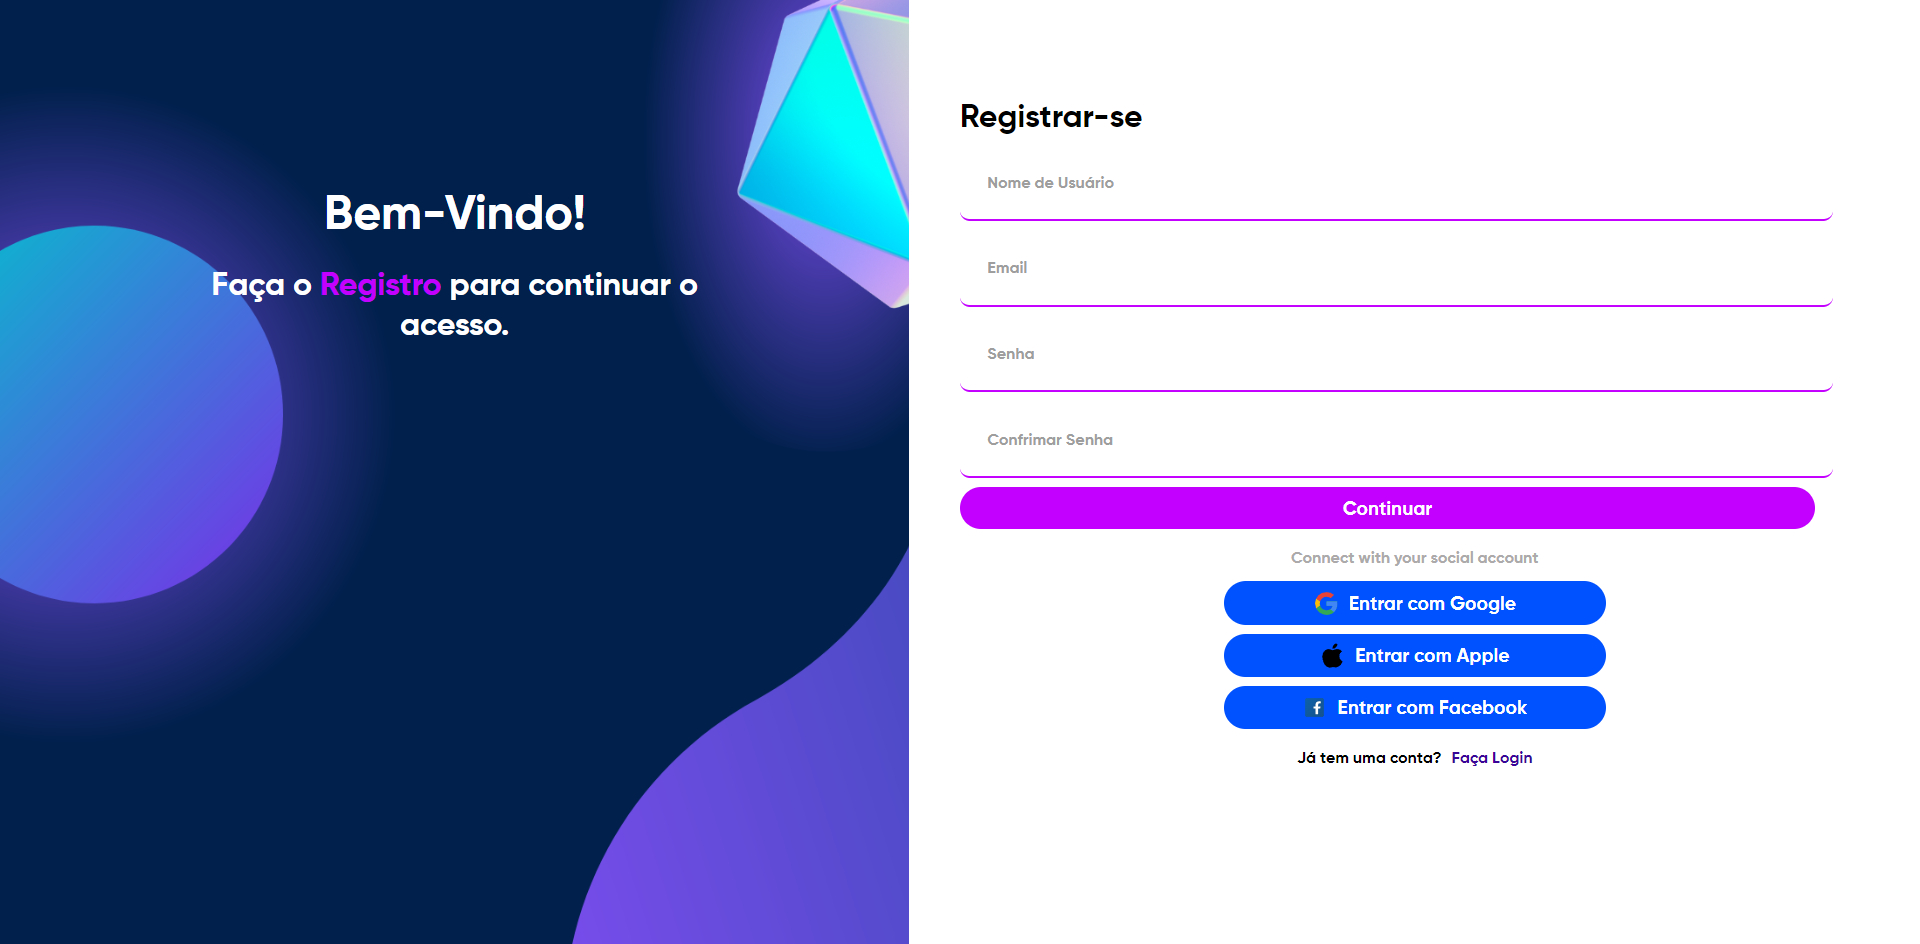 Bem-Vindo!
Faça o Registro para continuar o
acesso.
Registrar-se
Nome de Usuário
Email
Senha
Confrimar Senha
Continuar
Connect with your social account
Entrar com Google
Entrar com Apple
Entrar com Facebook
Já tem uma conta? Faça Login